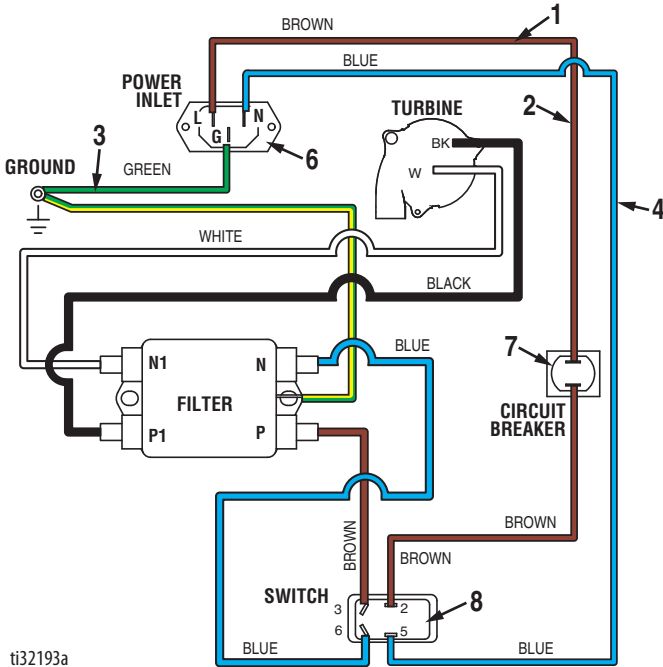 1
BROWN
BLUE
POWER
INLET
L
N
G
TURBINE
2
BK
3
6
GROUND
GREEN
W
4
WHITE
BLACK
BLUE
7
N1
N
FILTER
CIRCUIT
BREAKER
P1
P
BROWN
BROWN
BROWN
SWITCH
3
2
8
6
5
BLUE
BLUE
ti32193a